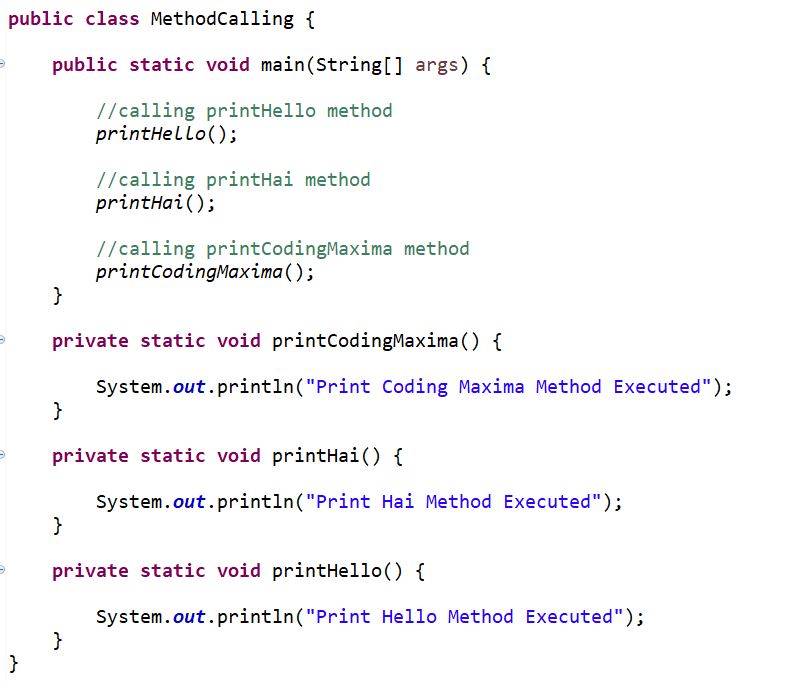 public class MethodCalling {
public static void main(String[] args) {
//calling printHello method
printHello();
//calling printHai method
printHai();
//calling printCodingMaxima method
printCodingMaxima();
}
private static void printCodingMaxima() {
System.out.println("Print Coding Maxima Method Executed");
}
private static void printHai() {
System.out.println("Print Hai Method Executed");
}
private static void printHello() {
System.out.println("Print Hello Method Executed");
}
}